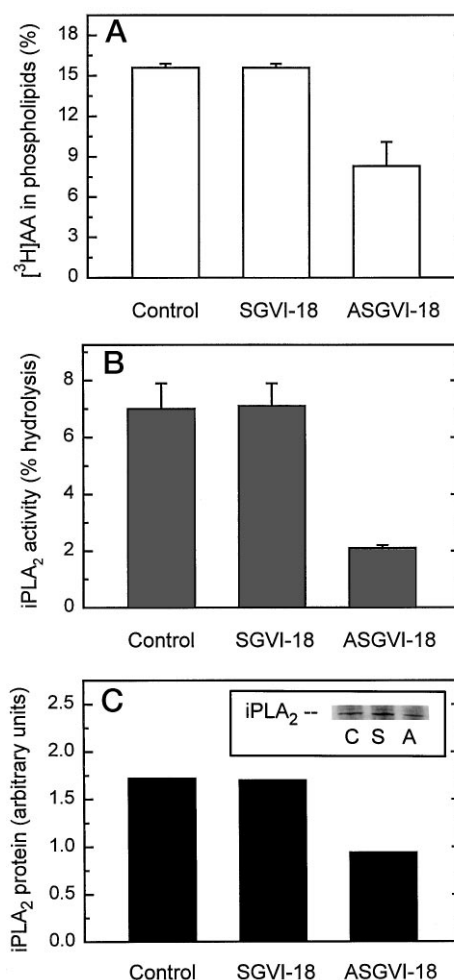 A
[³H]AA in phospholipids (%)
18
15
12
9
6
3
0
Control SGVI-18 ASGVI-18
B
iPLA₂ activity (% hydrolysis)
8
6
4
2
0
Control SGVI-18 ASGVI-18
C
iPLA₂ protein (arbitrary units)
2.5
2.0
1.5
1.0
0.5
0.0
iPLA₂ --
C S A
Control SGVI-18 ASGVI-18